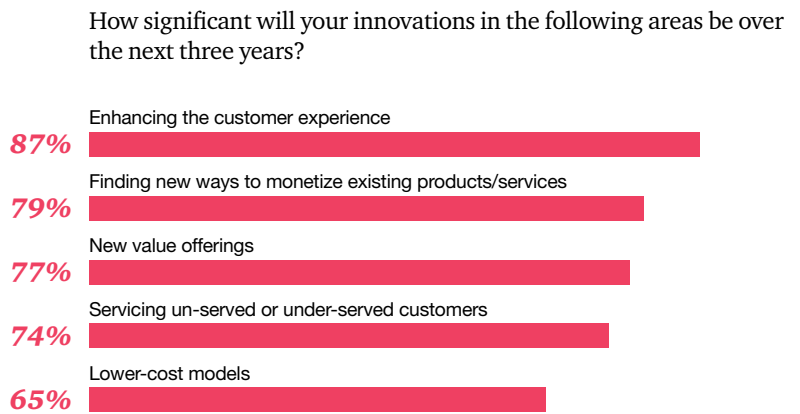 How significant will your innovations in the following areas be over
the next three years?
Enhancing the customer experience
87%
Finding new ways to monetize existing products/services
79%
New value offerings
77%
Servicing un-served or under-served customers
74%
Lower-cost models
65%